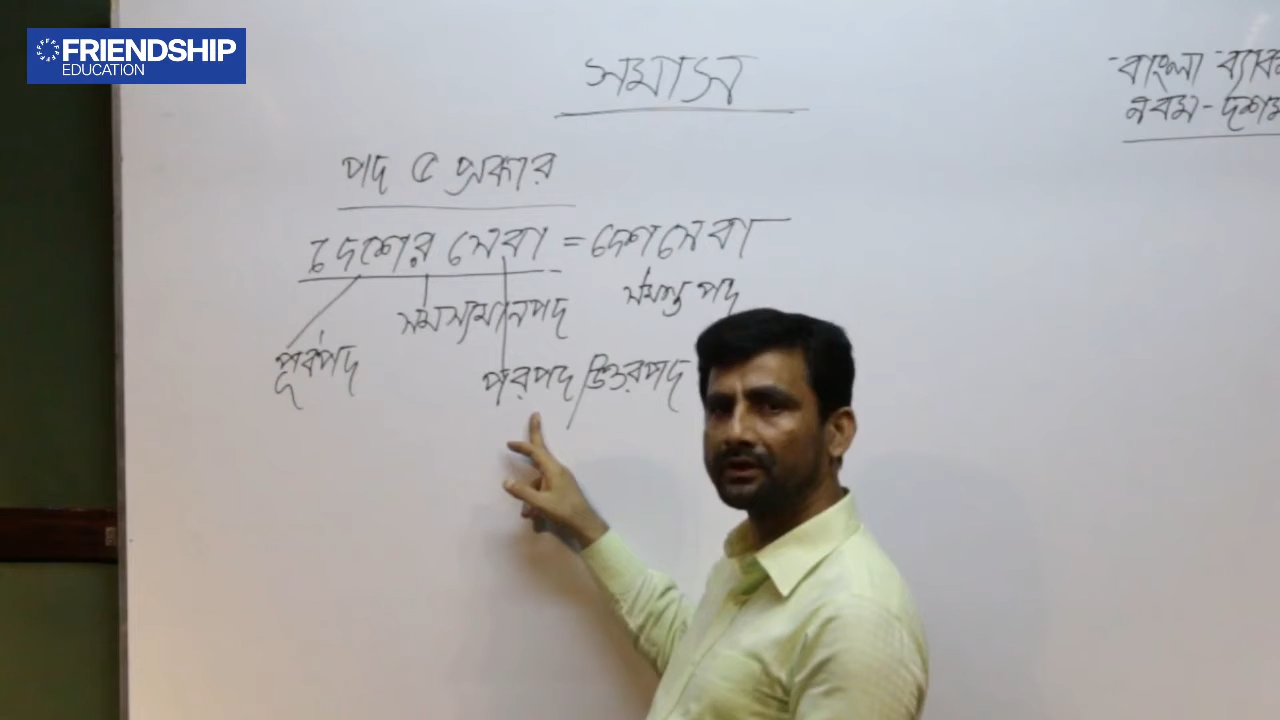 FRIENDSHIP
EDUCATION
সমাস
বাংলা
নবম-দশম
পদ ৫ প্রকার
দেশের সেবা = দেশসেবা
সমস্যমানপদ
সমস্ত পদ
পূর্বপদ
পরপদ/উত্তরপদ